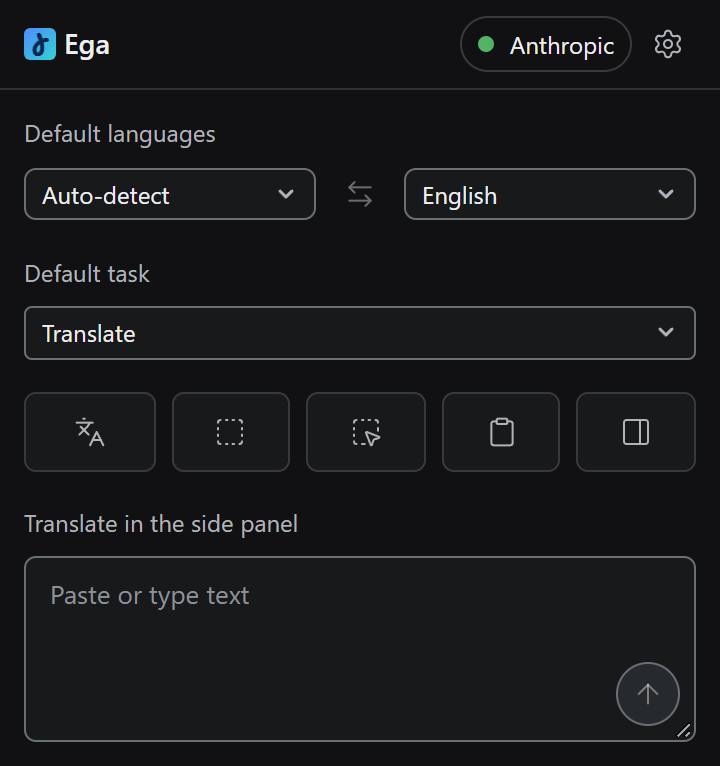 Ega
Anthropic
Default languages
Auto-detect
English
Default task
Translate
Translate in the side panel
Paste or type text